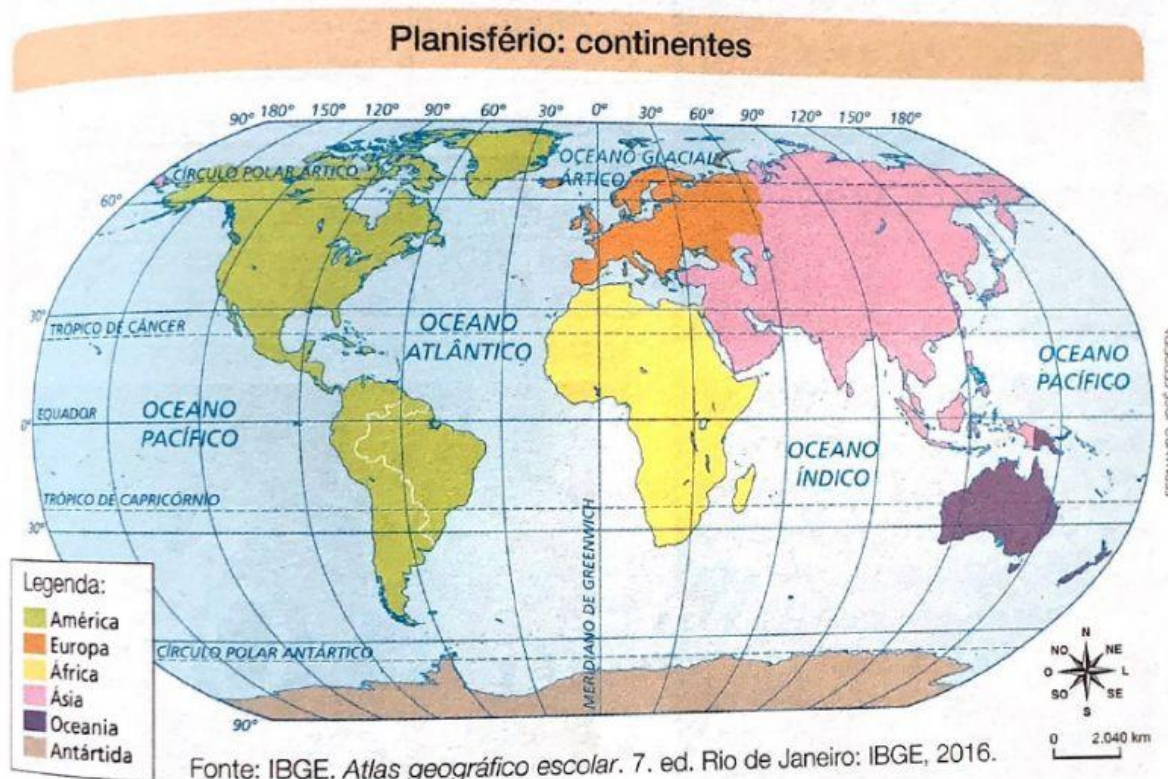 Planisfério: continentes
90° 180° 150° 120° 90° 60° 30° 0° 30° 60° 90° 120° 150° 180°
OCEANO GLACIAL
ÁRTICO
CÍRCULO POLAR ÁRTICO
60°
30°
TRÓPICO DE CÂNCER
OCEANO
ATLÂNTICO
OCEANO
PACÍFICO
EQUADOR
0°
OCEANO
PACÍFICO
OCEANO
ÍNDICO
TRÓPICO DE CAPRICÓRNIO
30°
MERIDIANO DE GREENWICH
CÍRCULO POLAR ANTÁRTICO
90°
Legenda:
América
Europa
África
Ásia
Oceania
Antártida
N
NO NE
O L
SO SE
S
0 2.040 km
Fonte: IBGE. Atlas geográfico escolar. 7. ed. Rio de Janeiro: IBGE, 2016.